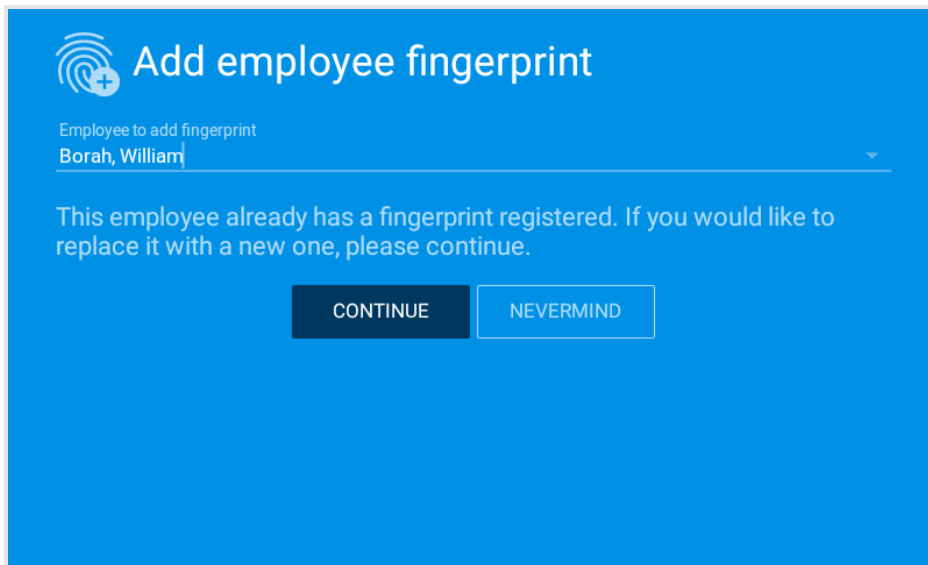 Add employee fingerprint
Employee to add fingerprint
Borah, William
This employee already has a fingerprint registered. If you would like to
replace it with a new one, please continue.
CONTINUE NEVERMIND